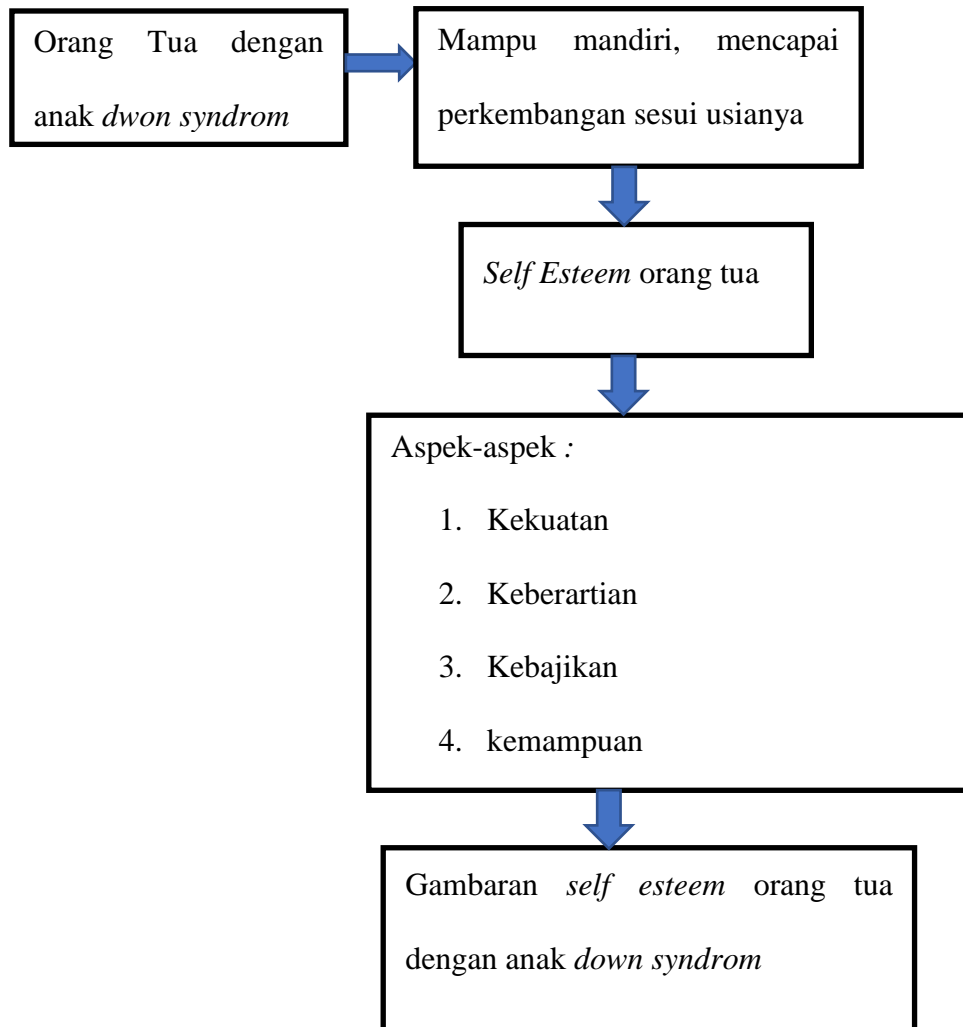 Orang Tua dengan
anak dwon syndrom
Mampu mandiri, mencapai
perkembangan sesui usianya
Self Esteem orang tua
Aspek-aspek :
1. Kekuatan
2. Keberartian
3. Kebajikan
4. kemampuan
Gambaran self esteem orang tua
dengan anak down syndrom